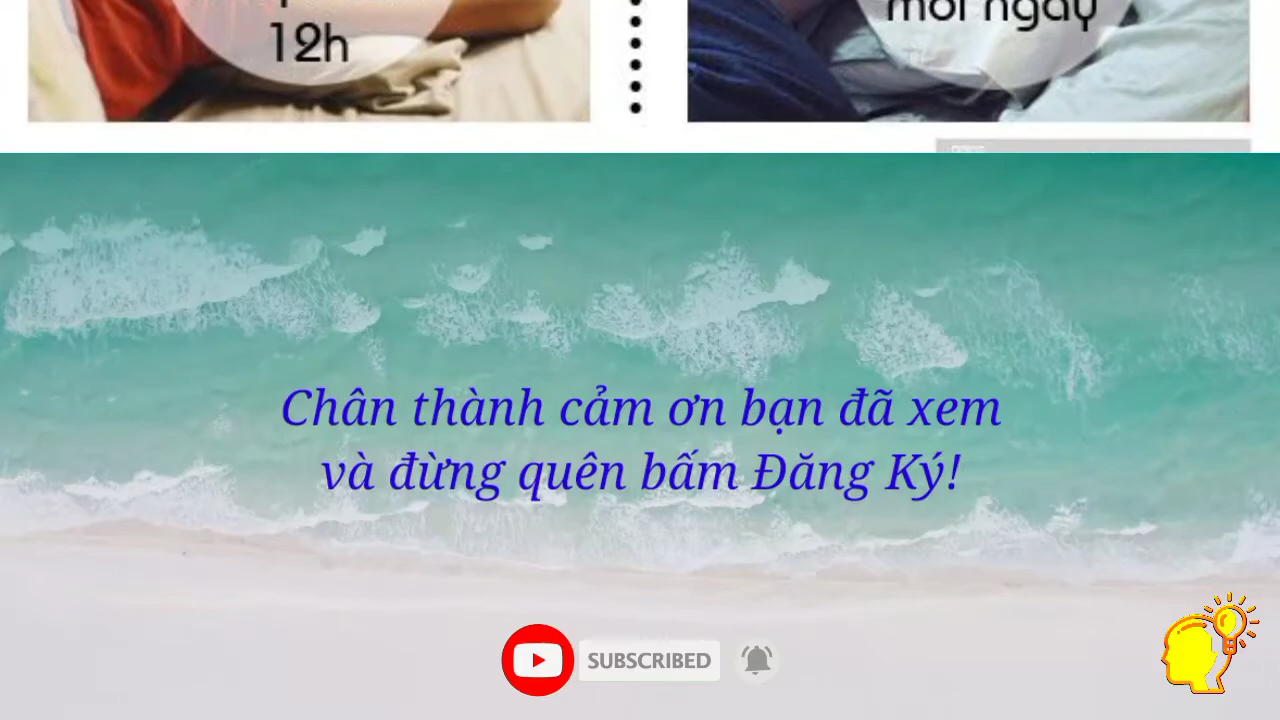 12h
mỗi ngày
Chân thành cảm ơn bạn đã xem
và đừng quên bấm Đăng Ký!
SUBSCRIBED